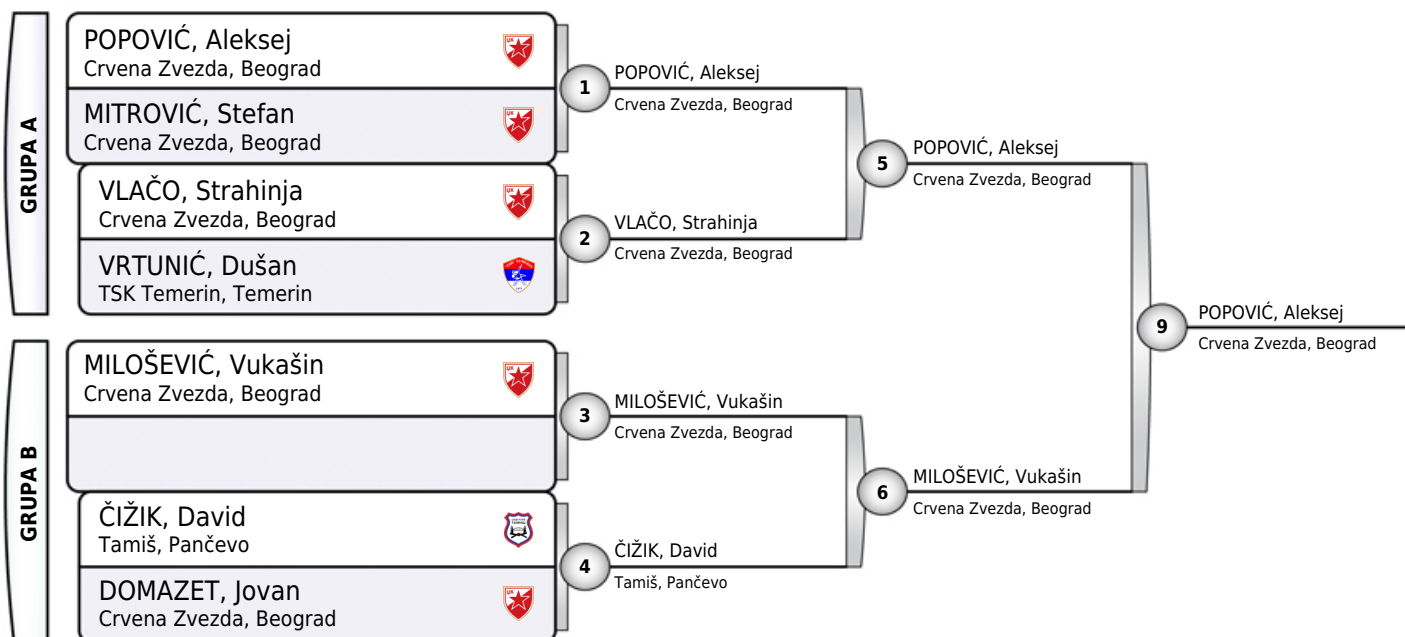 GRUPA A
POPOVIĆ, Aleksej
Crvena Zvezda, Beograd
MITROVIĆ, Stefan
Crvena Zvezda, Beograd
VLAČO, Strahinja
Crvena Zvezda, Beograd
VRTUNIĆ, Dušan
TSK Temerin, Temerin
1
POPOVIĆ, Aleksej
Crvena Zvezda, Beograd
2
VLAČO, Strahinja
Crvena Zvezda, Beograd
5
POPOVIĆ, Aleksej
Crvena Zvezda, Beograd
GRUPA B
MILOŠEVIĆ, Vukašin
Crvena Zvezda, Beograd
ČIŽIK, David
Tamiš, Pančevo
DOMAZET, Jovan
Crvena Zvezda, Beograd
3
MILOŠEVIĆ, Vukašin
Crvena Zvezda, Beograd
4
ČIŽIK, David
Tamiš, Pančevo
6
MILOŠEVIĆ, Vukašin
Crvena Zvezda, Beograd
9
POPOVIĆ, Aleksej
Crvena Zvezda, Beograd